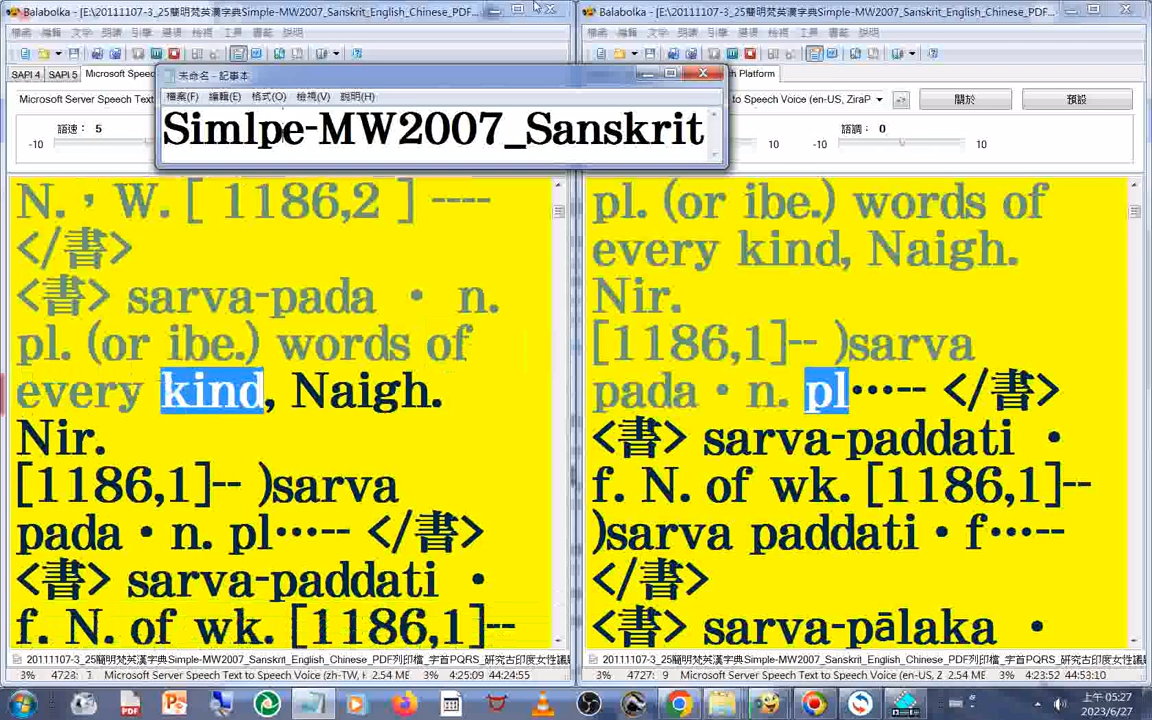 Balabolka - [E:\20111107-3_25簡明梵英漢字典Simple-MW2007_Sanskrit_English_Chinese_PDF...
Balabolka - [E:\20111107-3_25簡明梵英漢字典Simple-MW2007_Sanskrit_English_Chinese_PDF...
SAPI 4 SAPI 5 Microsoft Speec
未命名 - 記事本
檔案(F) 編輯(E) 格式(O) 檢視(V) 說明(H)
Simlpe-MW2007_Sanskrit
h Platform
Microsoft Server Speech Text
to Speech Voice (en-US, ZiraP
關於
預設
語速： 5
-10
語調： 0
10
-10
10
N.，W. [ 1186,2 ] ----
</書>
<書> sarva-pada • n.
pl. (or ibe.) words of
every kind, Naigh.
Nir.
[1186,1]-- )sarva
pada • n. pl…-- </書>
<書> sarva-paddati •
f. N. of wk. [1186,1]--
pl. (or ibe.) words of
every kind, Naigh.
Nir.
[1186,1]-- )sarva
pada • n. pl…-- </書>
<書> sarva-paddati •
f. N. of wk. [1186,1]--
)sarva paddati • f…--
</書>
<書> sarva-pālaka •
20111107-3_25簡明梵英漢字典Simple-MW2007_Sanskrit_English_Chinese_PDF列印檔_字首PQRS_研究古印度女性議
20111107-3_25簡明梵英漢字典Simple-MW2007_Sanskrit_English_Chinese_PDF列印檔_字首PQRS_研究古印度女性議
3% 4728: Microsoft Server Speech Text to Speech Voice (zh-TW, 2.54 MB 3% 4:25:09 44:24:55
3% 4727: Microsoft Server Speech Text to Speech Voice (en-US, 2.54 MB 3% 4:23:52 44:53:10
上午 05:27
2023/6/27